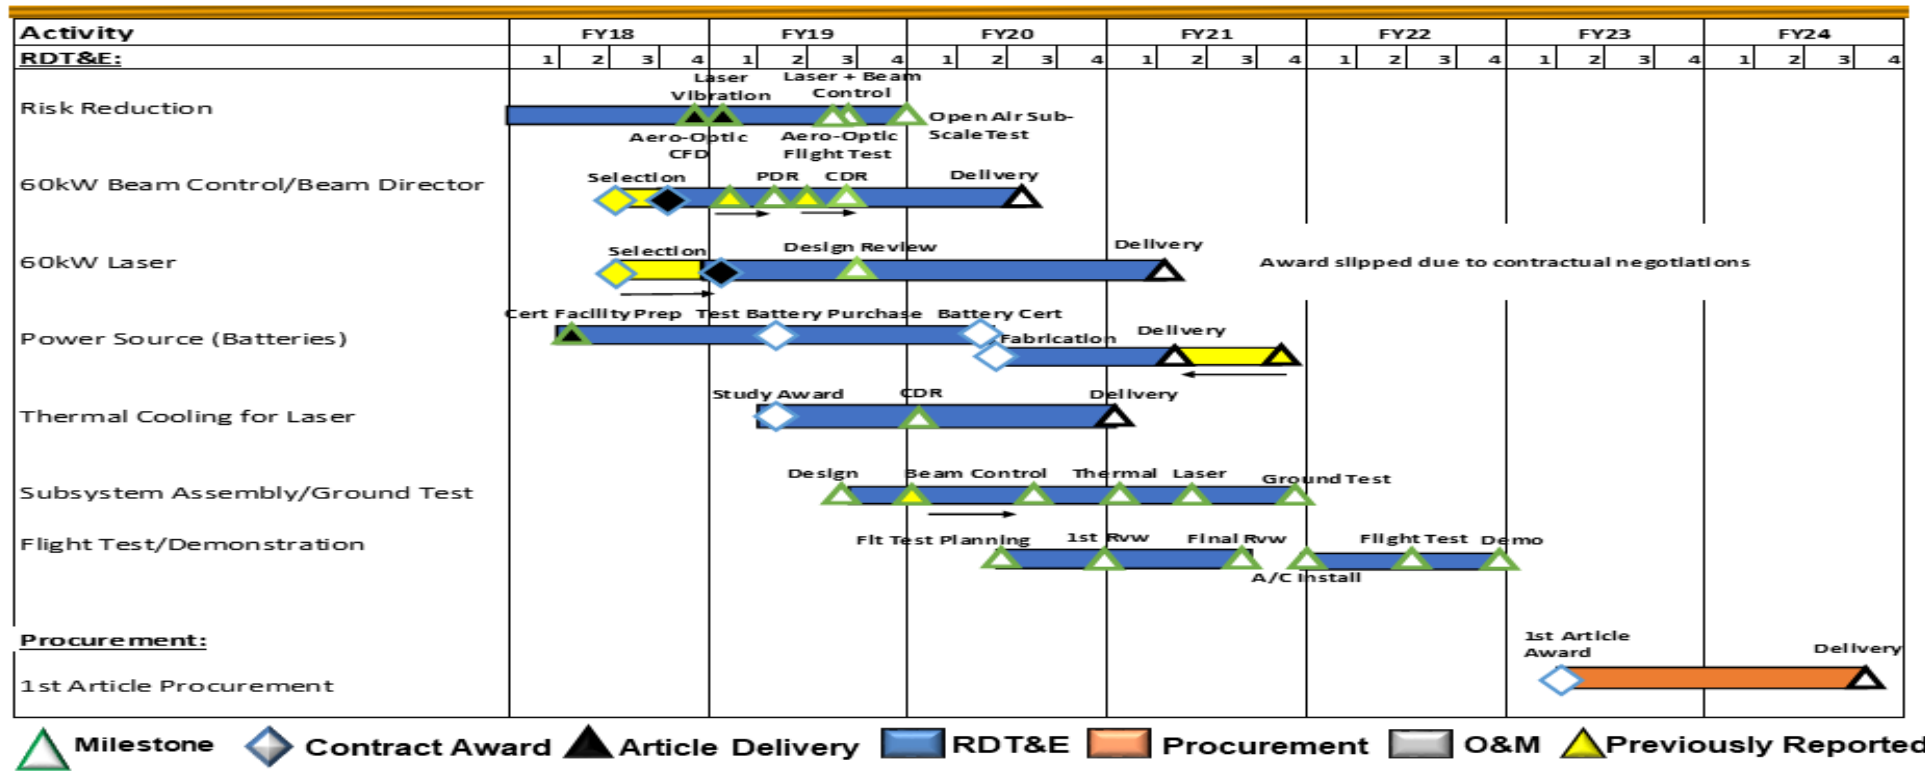 Activity FY18 FY19 FY20 FY21 FY22 FY23 FY24
RDT&E: 1 2 3 4 1 2 3 4 1 2 3 4 1 2 3 4 1 2 3 4 1 2 3 4 1 2 3 4
Laser Vibration
Laser + Beam Control
Risk Reduction
Open Air Sub-
Scale Test
Aero-Optic CFD
Aero-Optic Flight Test
Selection PDR CDR Delivery
60kW Beam Control/Beam Director
Selection Design Review Delivery
60kW Laser
Award slipped due to contractual negotiations
Cert Facility Prep Test Battery Purchase Battery Cert
Fabrication Delivery
Power Source (Batteries)
Study Award CDR Delivery
Thermal Cooling for Laser
Design Beam Control Thermal Laser Ground Test
Subsystem Assembly/Ground Test
Flt Test Planning 1st Rvw Final Rvw Flight Test Demo
Flight Test/Demonstration
A/C Install
Procurement:
1st Article
Award
Delivery
1st Article Procurement
Milestone Contract Award Article Delivery RDT&E Procurement O&M Previously Reported